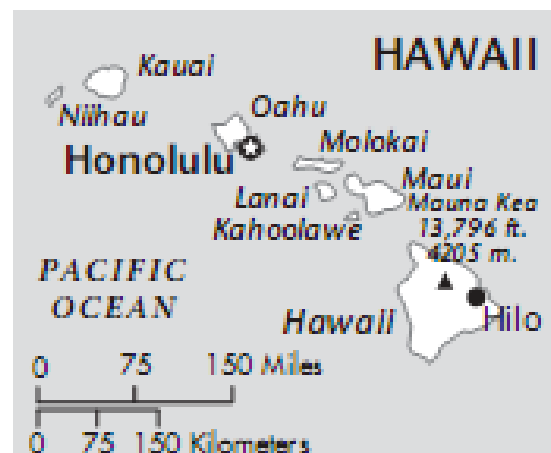 HAWAII
Kauai
Niihau
Oahu
Honolulu
Molokai
Lanai
Maui
Mauna Kea
13,796 ft.
4205 m.
Kahoolawe
PACIFIC
OCEAN
Hawaii
Hilo
0 75 150 Miles
0 75 150 Kilometers